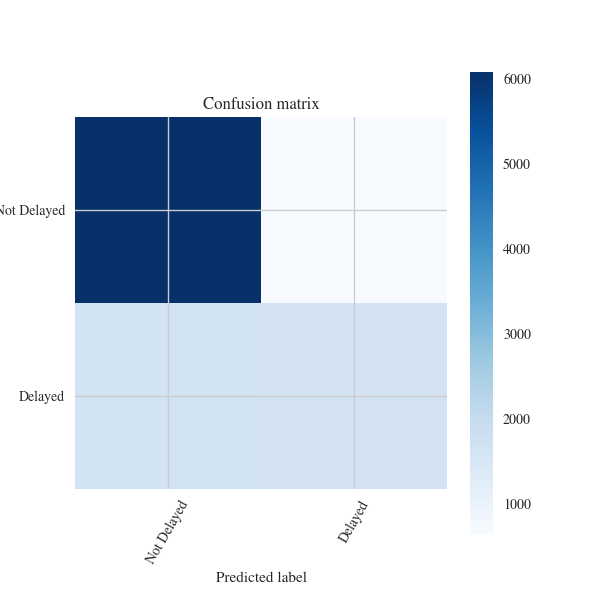 Confusion matrix
6000
5000
4000
3000
2000
1000
Not Delayed
Delayed
Not Delayed
Delayed
Predicted label